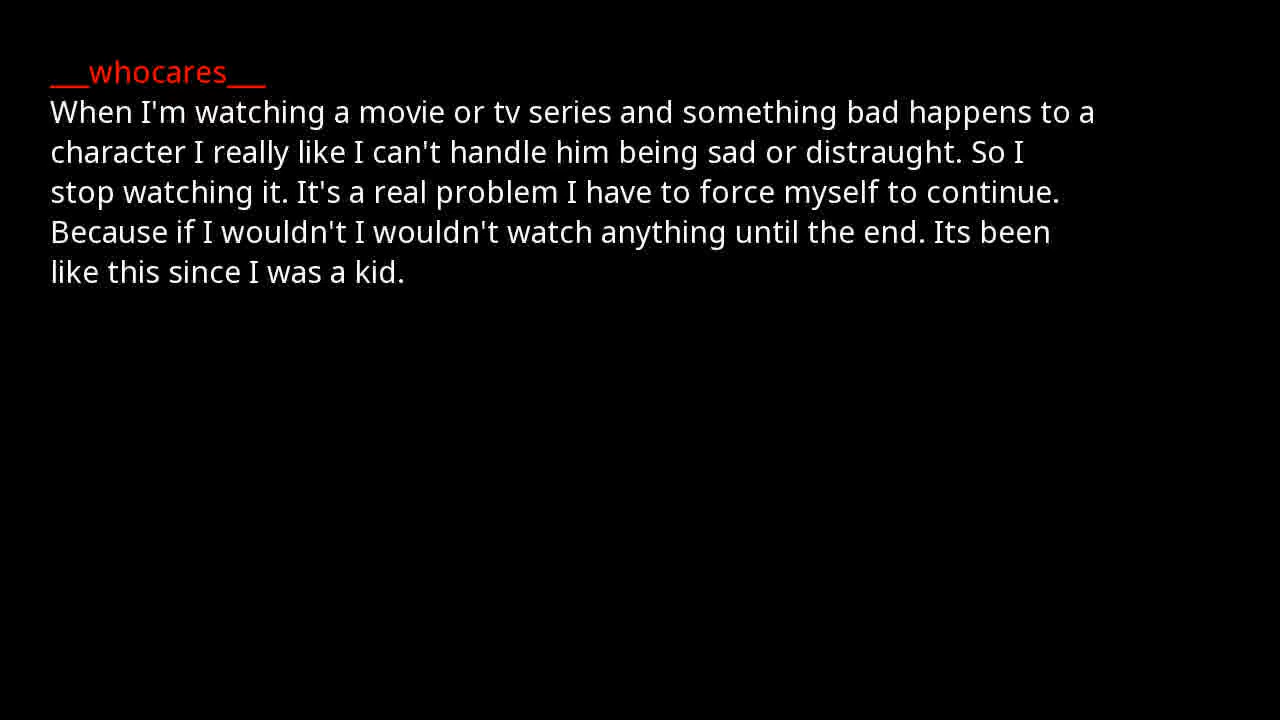 ___whocares___
When I'm watching a movie or tv series and something bad happens to a
character I really like I can't handle him being sad or distraught. So I
stop watching it. It's a real problem I have to force myself to continue.
Because if I wouldn't I wouldn't watch anything until the end. Its been
like this since I was a kid.